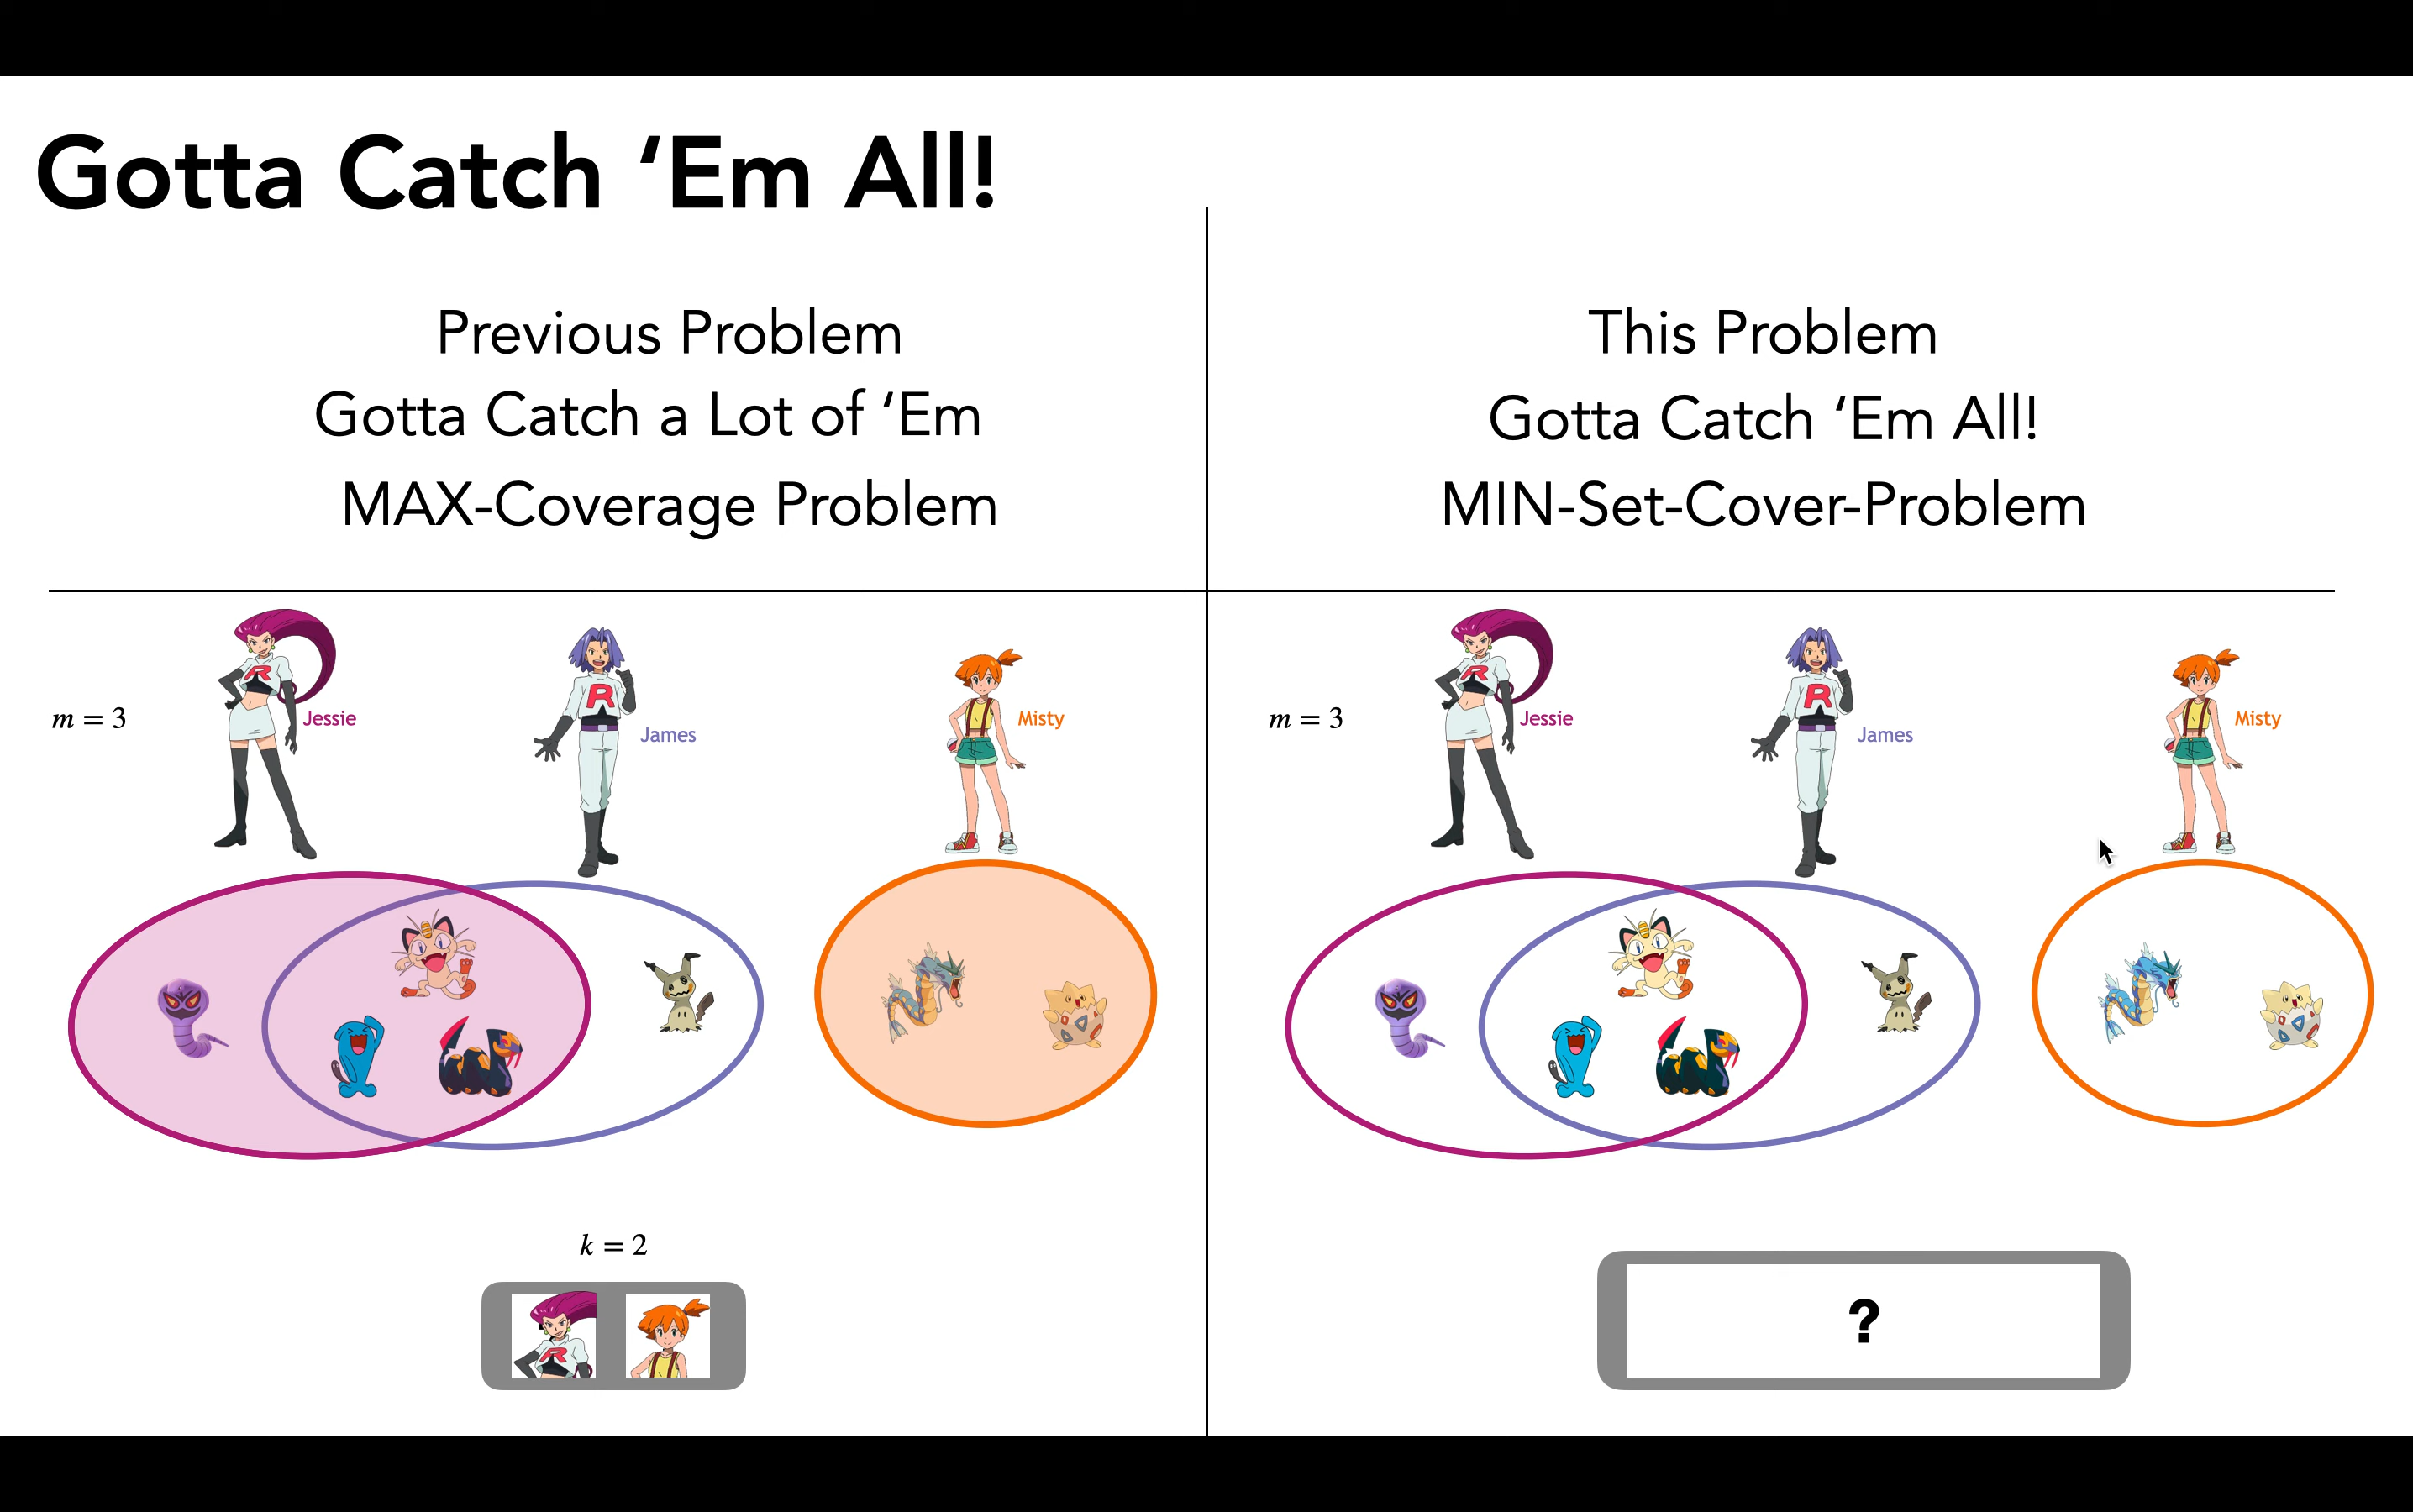 Gotta Catch ‘Em All!
Previous Problem
Gotta Catch a Lot of ‘Em
MAX-Coverage Problem
m = 3
R
Jessie
R
James
Misty
k = 2
R
This Problem
Gotta Catch ‘Em All!
MIN-Set-Cover-Problem
m = 3
R
Jessie
R
James
Misty
?